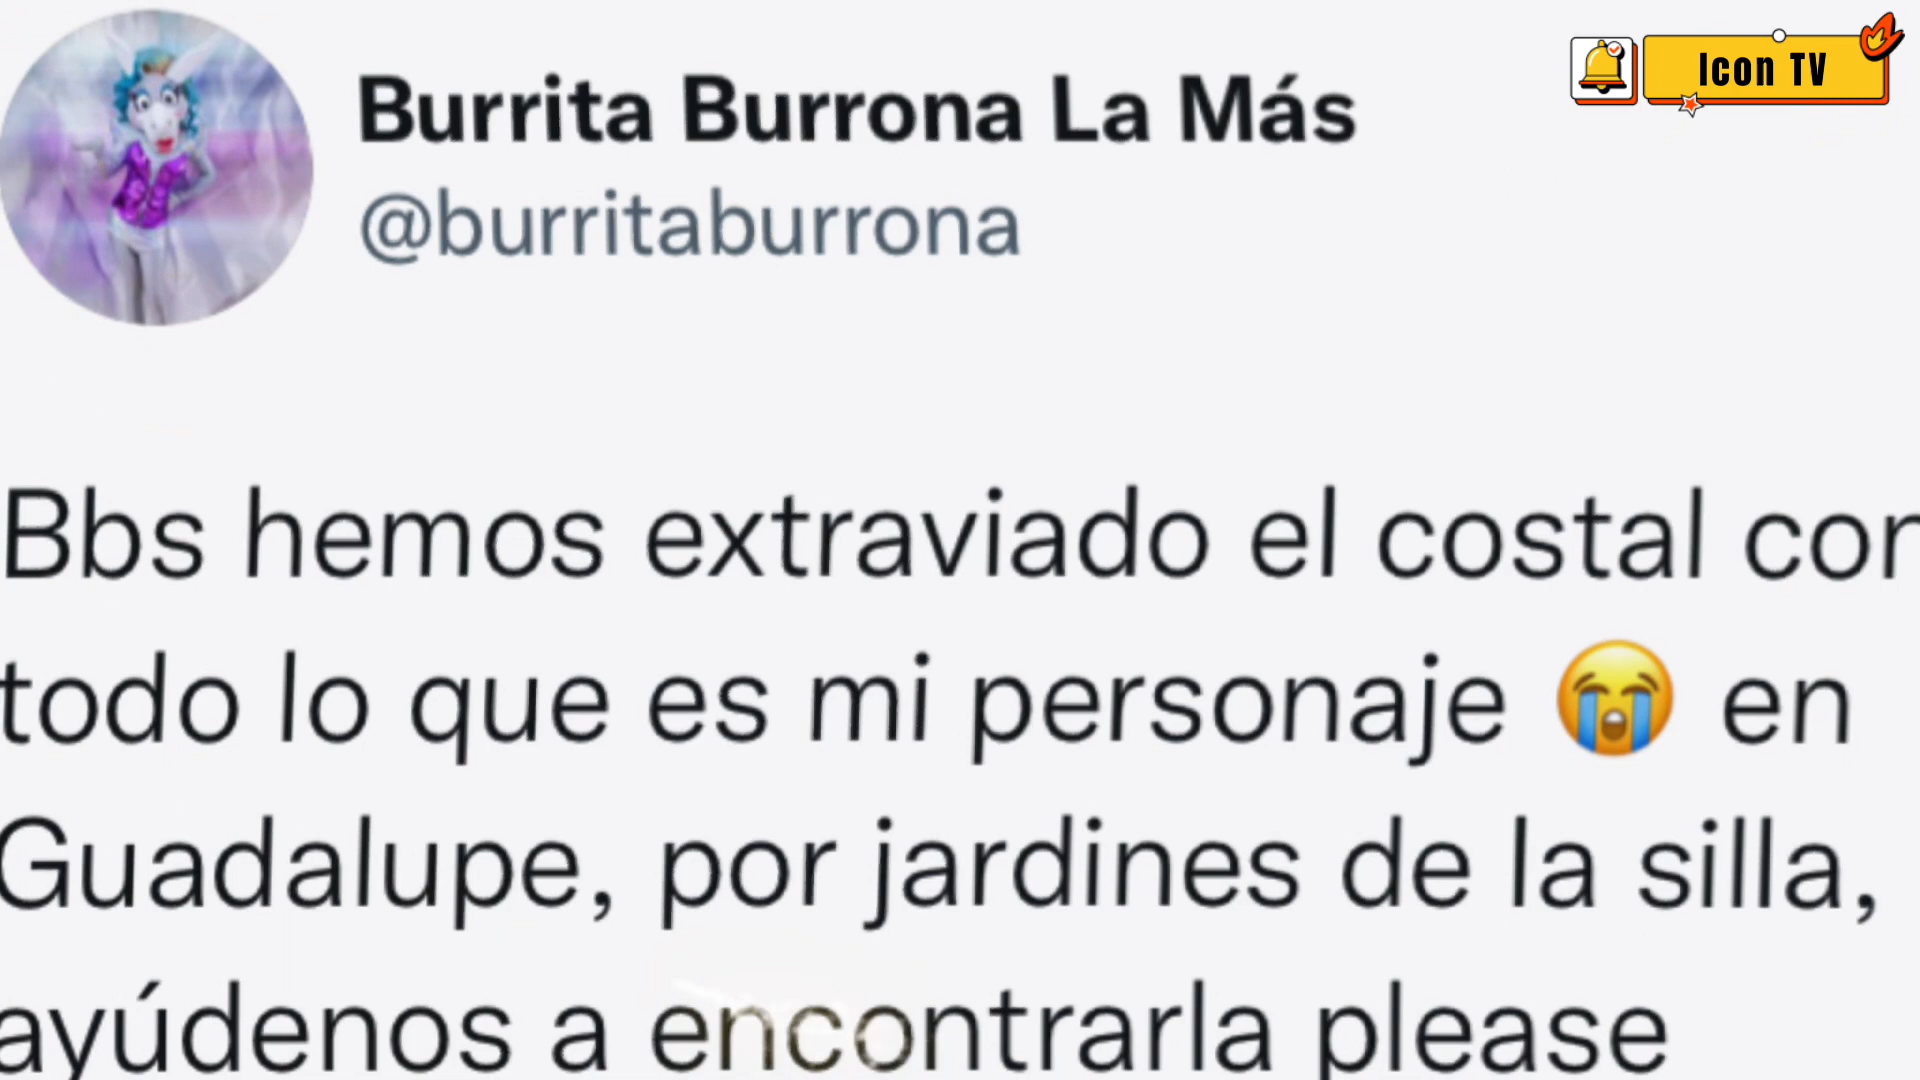 Icon TV
Burrita Burrona La Más
@burritaburrona
Bbs hemos extraviado el costal con
todo lo que es mi personaje 😭 en
Guadalupe, por jardines de la silla,
ayúdenos a encontrarla please